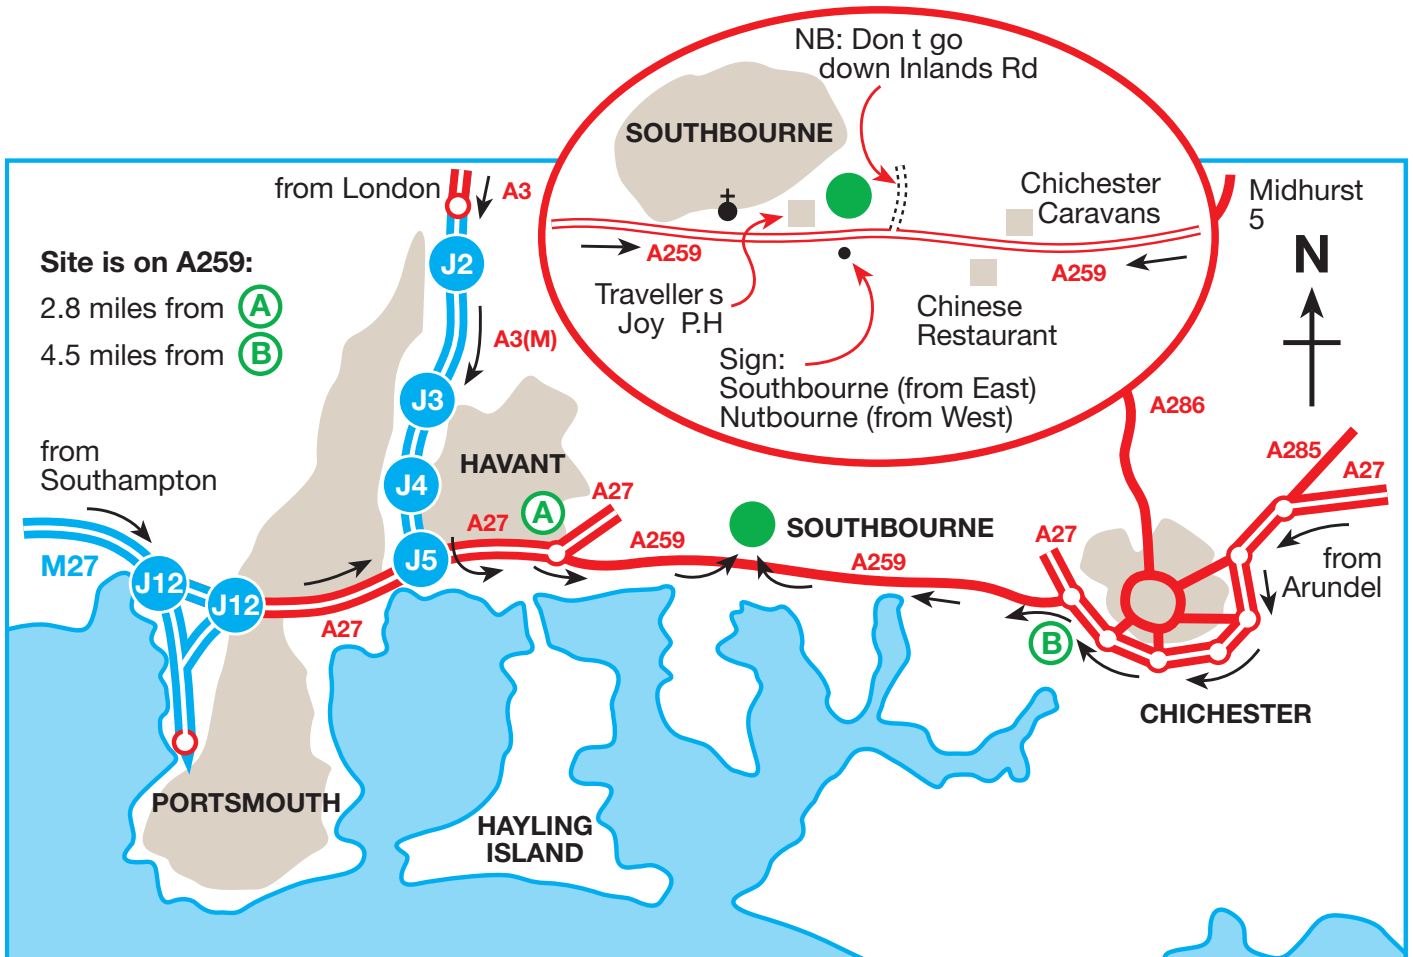 NB: Don t go
down Inlands Rd
SOUTHBOURNE
from London
A3
Chichester
Caravans
Midhurst
5
N
Site is on A259:
2.8 miles from A
4.5 miles from B
J2
A259
A259
Traveller s
Joy P.H
Chinese
Restaurant
A3(M)
Sign:
Southbourne (from East)
Nutbourne (from West)
J3
A286
from
Southampton
HAVANT
J4
A27
A
A27
A285
A27
SOUTHBOURNE
A259
A259
A27
from
Arundel
M27
J5
J12
J12
A27
B
CHICHESTER
PORTSMOUTH
HAYLING
ISLAND